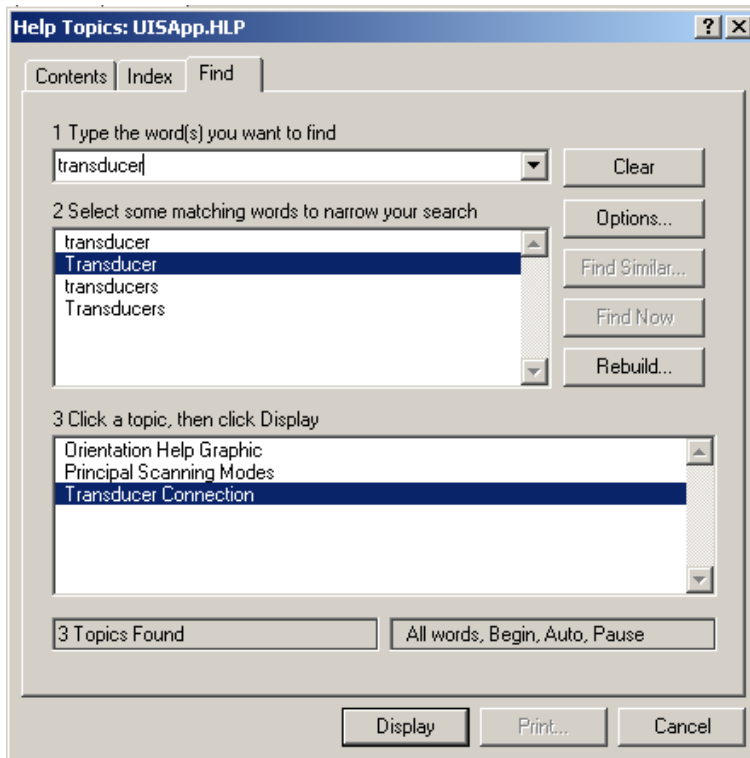 Help Topics: UISApp.HLP
Contents Index Find
1 Type the word(s) you want to find
transducer
Clear
2 Select some matching words to narrow your search
Options...
transducer
Transducer
transducers
Transducers
Find Similar...
Find Now
Rebuild...
3 Click a topic, then click Display
Orientation Help Graphic
Principal Scanning Modes
Transducer Connection
3 Topics Found
All words, Begin, Auto, Pause
Display Print... Cancel